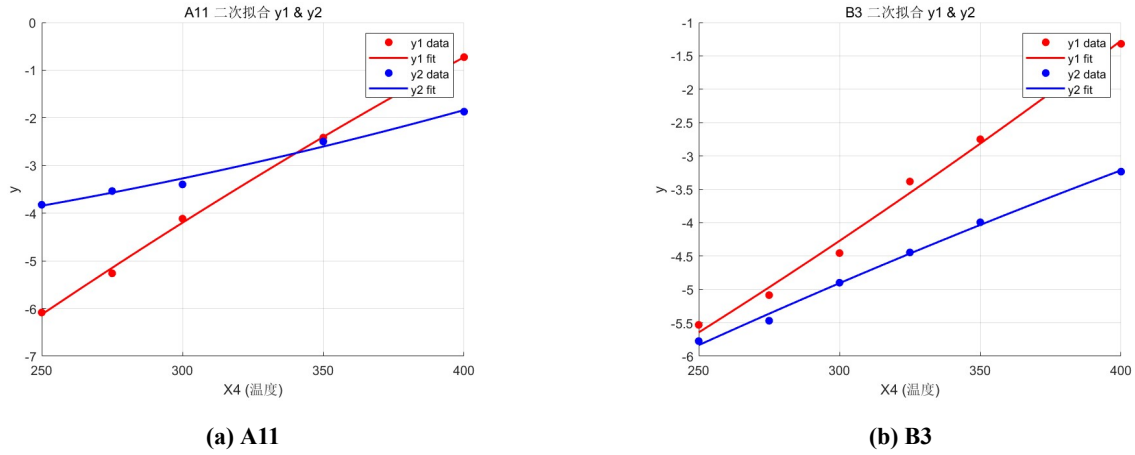 A11 二次拟合 y1 & y2
0
-1
-2
-3
-4
-5
-6
-7
y
250
300
350
400
X4 (温度)
y1 data
y1 fit
y2 data
y2 fit
(a) A11
B3 二次拟合 y1 & y2
-1
-1.5
-2
-2.5
-3
-3.5
-4
-4.5
-5
-5.5
-6
y
250
300
350
400
X4 (温度)
y1 data
y1 fit
y2 data
y2 fit
(b) B3